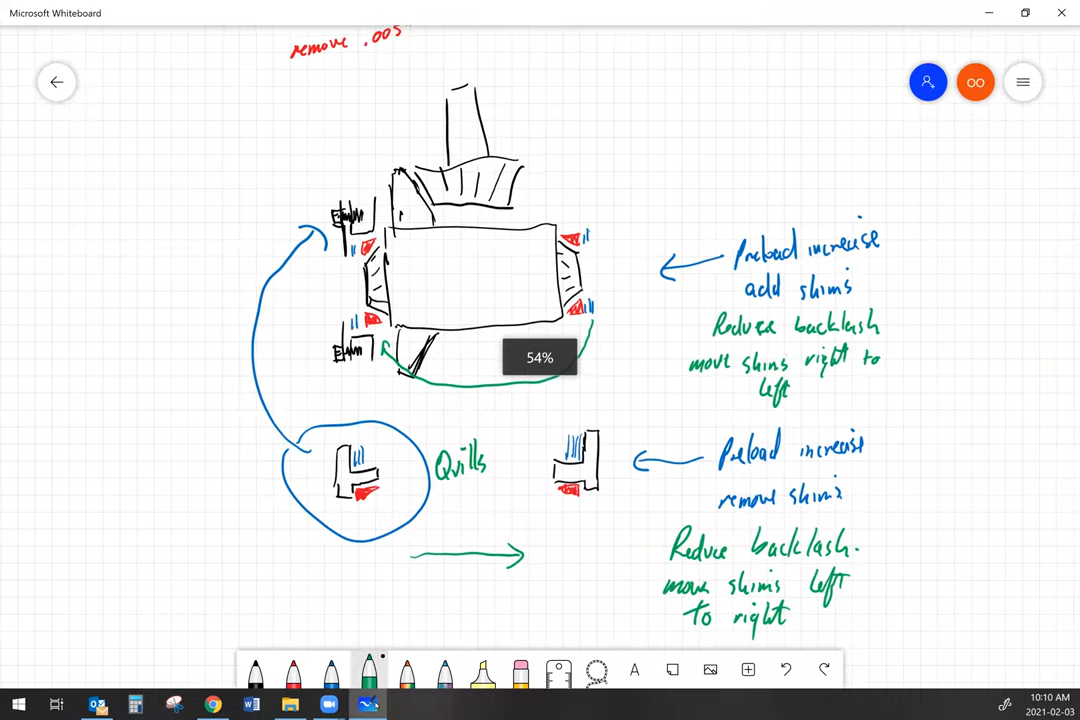 Microsoft Whiteboard
remove .005"
OO
Preload increase
add shims
Reduce backlash
move shims right to
left
54%
Quills
Preload increase
remove shims
Reduce backlash.
move shims left
to right
A
10:10 AM
2021-02-03